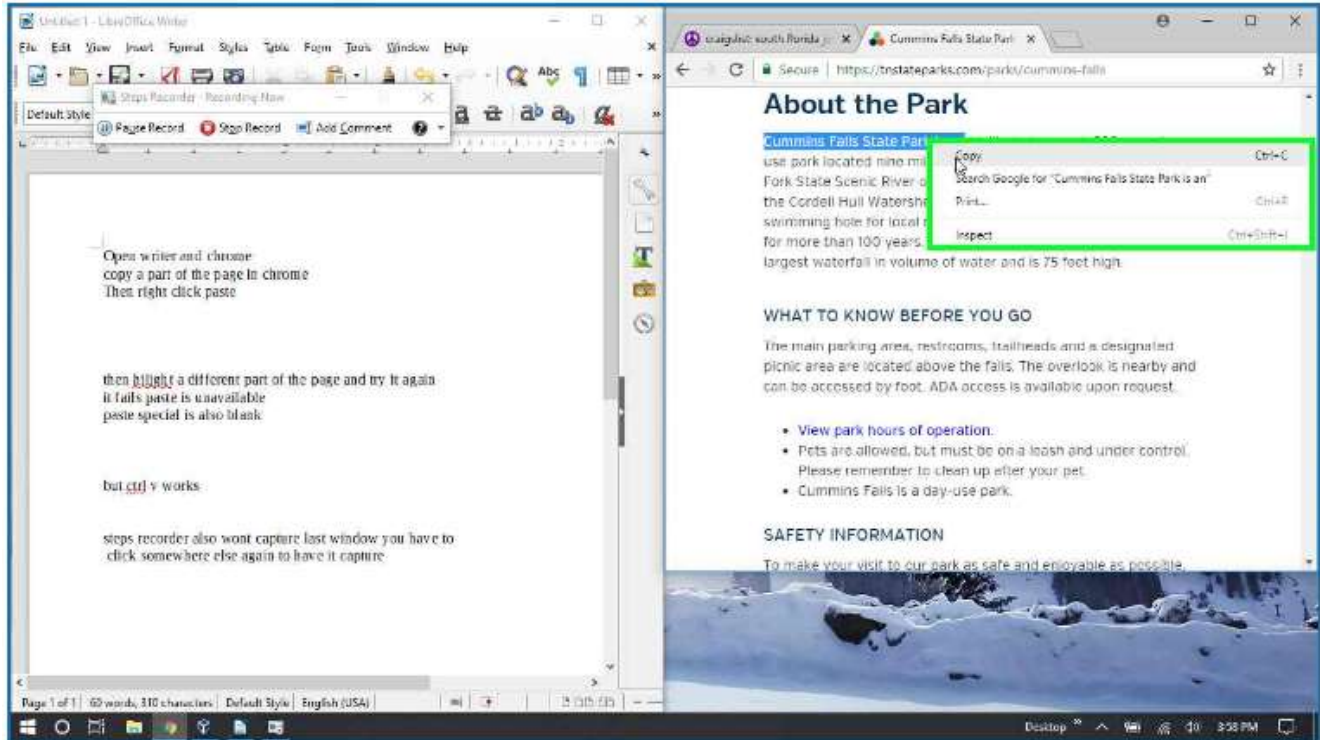 Untitled 1 - LibreOffice Writer
File Edit View Insert Format Styles Table Form Tools Window Help
Steps Recorder - Recording Now
Default Style
Pause Record Stop Record Add Comment
Open writer and chrome
copy a part of the page in chrome
Then right click paste
then hilight a different part of the page and try it again
it fails paste is unavailable
paste special is also blank
but ctrl v works
steps recorder also wont capture last window you have to
click somewhere else again to have it capture
Page 1 of 1 60 words, 310 characters Default Style English (USA)
craigslist: south florida
Cummins Falls State Park
Secure https://tnstateparks.com/parks/cummins-falls
About the Park
Cummins Falls State Park
use park located nine
Fork State Scenic River
the Cordell Hull
swimming hole for local
for more than 100 years.
largest waterfall in volume of water and is 75 feet high.
Copy Ctrl+C
Search Google for "Cummins Falls State Park is an"
Print... Ctrl+P
Inspect Ctrl+Shift+I
WHAT TO KNOW BEFORE YOU GO
The main parking area, restrooms, trailheads and a designated
picnic area are located above the falls. The overlook is nearby and
can be accessed by foot. ADA access is available upon request.
View park hours of operation.
Pets are allowed, but must be on a leash and under control.
Please remember to clean up after your pet.
Cummins Falls is a day-use park.
SAFETY INFORMATION
To make your visit to our park as safe and enjoyable as possible,
Desktop 3:58 PM